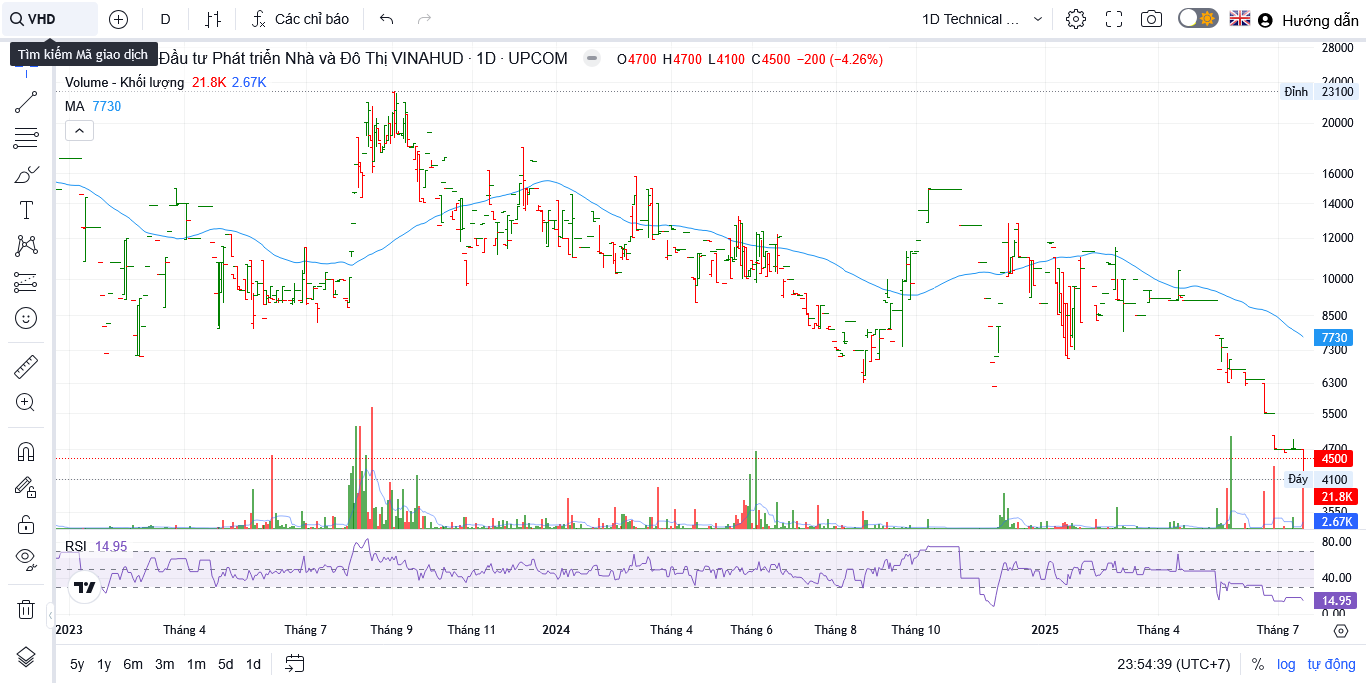 VHD
D
Các chỉ báo
1D Technical ...
Hướng dẫn
Tìm kiếm Mã giao dịch
Đầu tư Phát triển Nhà và Đô Thị VINAHUD · 1D · UPCOM
O4700 H4700 L4100 C4500 −200 (−4.26%)
Volume - Khối lượng 21.8K 2.67K
MA 7730
28000
24000
Đỉnh 23100
20000
16000
14000
12000
10000
8500
7730
7300
6300
5500
4700
4500
Đáy 4100
21.8K
3550
2.67K
RSI 14.95
80.00
40.00
14.95
0.00
2023 Tháng 4 Tháng 7 Tháng 9 Tháng 11 2024 Tháng 4 Tháng 6 Tháng 8 Tháng 10 2025 Tháng 4 Tháng 7
5y 1y 6m 3m 1m 5d 1d
23:54:39 (UTC+7) % log tự động